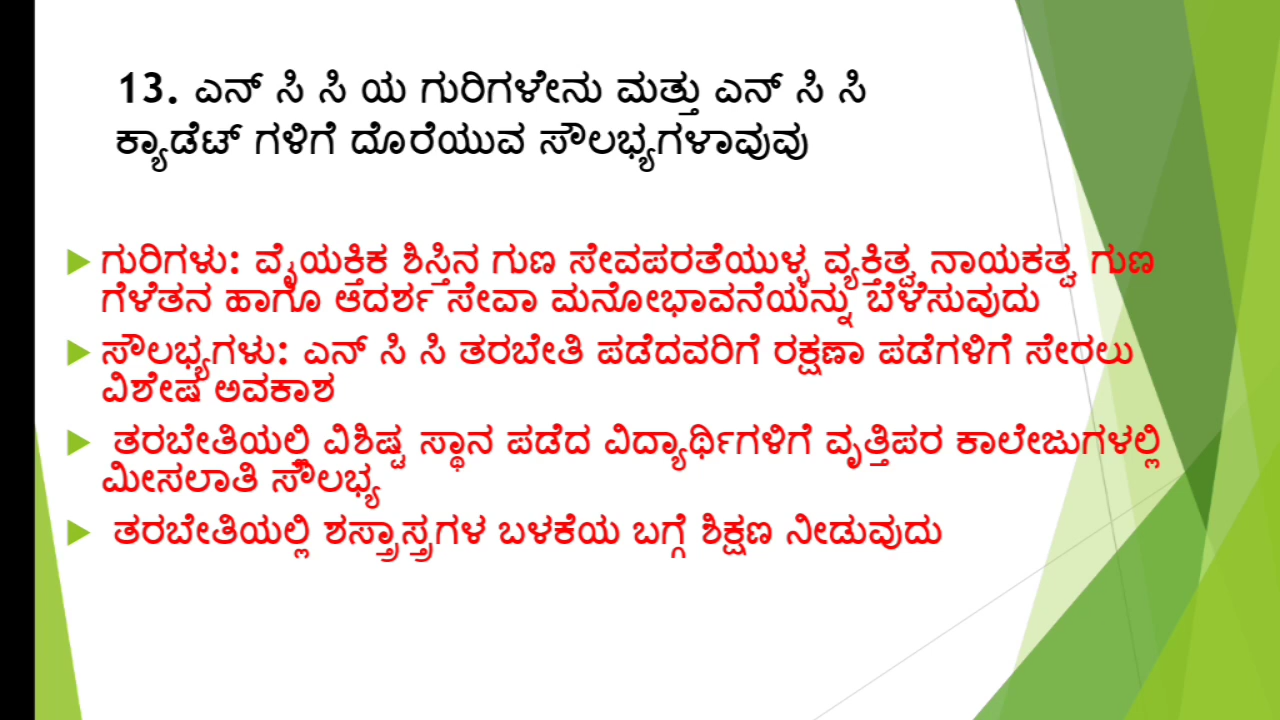 13. ಎನ್ ಸಿ ಸಿ ಯ ಗುರಿಗಳೇನು ಮತ್ತು ಎನ್ ಸಿ ಸಿ
ಕ್ಯಾಡೆಟ್ ಗಳಿಗೆ ದೊರೆಯುವ ಸೌಲಭ್ಯಗಳಾವುವು
ಗುರಿಗಳು: ವೈಯಕ್ತಿಕ ಶಿಸ್ತಿನ ಗುಣ ಸೇವಪರತೆಯುಳ್ಳ ವ್ಯಕ್ತಿತ್ವ ನಾಯಕತ್ವ ಗುಣ
ಗೆಳೆತನ ಹಾಗೂ ಆದರ್ಶ ಸೇವಾ ಮನೋಭಾವನೆಯನ್ನು ಬೆಳೆಸುವುದು
ಸೌಲಭ್ಯಗಳು: ಎನ್ ಸಿ ಸಿ ತರಬೇತಿ ಪಡೆದವರಿಗೆ ರಕ್ಷಣಾ ಪಡೆಗಳಿಗೆ ಸೇರಲು
ವಿಶೇಷ ಅವಕಾಶ
ತರಬೇತಿಯಲ್ಲಿ ವಿಶಿಷ್ಟ ಸ್ಥಾನ ಪಡೆದ ವಿದ್ಯಾರ್ಥಿಗಳಿಗೆ ವೃತ್ತಿಪರ ಕಾಲೇಜುಗಳಲ್ಲಿ
ಮೀಸಲಾತಿ ಸೌಲಭ್ಯ
ತರಬೇತಿಯಲ್ಲಿ ಶಸ್ತ್ರಾಸ್ತ್ರಗಳ ಬಳಕೆಯ ಬಗ್ಗೆ ಶಿಕ್ಷಣ ನೀಡುವುದು